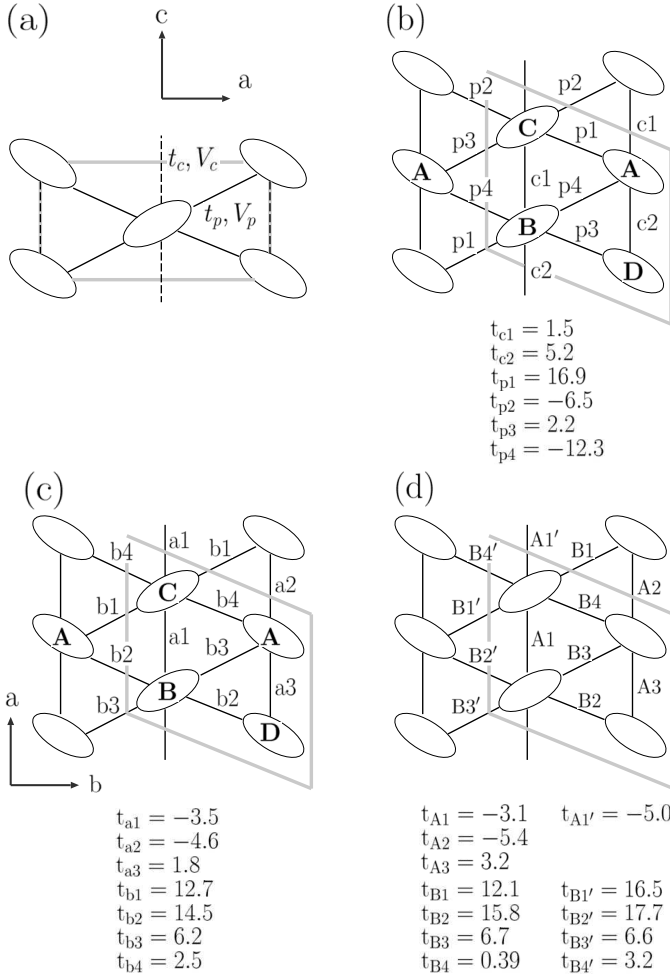 (a)
c
a
t_c, V_c
t_p, V_p
(b)
p2 p2
C c1
p3 p1
A A
c1
p4 p4
B c2
p1 p3
c2 D
t_c1 = 1.5
t_c2 = 5.2
t_p1 = 16.9
t_p2 = −6.5
t_p3 = 2.2
t_p4 = −12.3
(c)
b4 a1 b1
C a2
b1 b4
A a1 A
b2 b3
B a3
b3 b2
D
a
b
t_a1 = −3.5
t_a2 = −4.6
t_a3 = 1.8
t_b1 = 12.7
t_b2 = 14.5
t_b3 = 6.2
t_b4 = 2.5
(d)
B4′ A1′ B1
A2
B1′ B4
A1
B2′ B3
A3
B3′ B2
t_A1 = −3.1 t_A1′ = −5.0
t_A2 = −5.4
t_A3 = 3.2
t_B1 = 12.1 t_B1′ = 16.5
t_B2 = 15.8 t_B2′ = 17.7
t_B3 = 6.7 t_B3′ = 6.6
t_B4 = 0.39 t_B4′ = 3.2